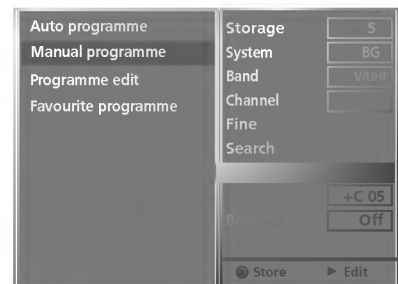 Auto programme
Manual programme
Programme edit
Favourite programme
Storage 5
System BG
Band V/UHF
Channel
Fine
Search
+C 05
Booster Off
Store ▶ Edit